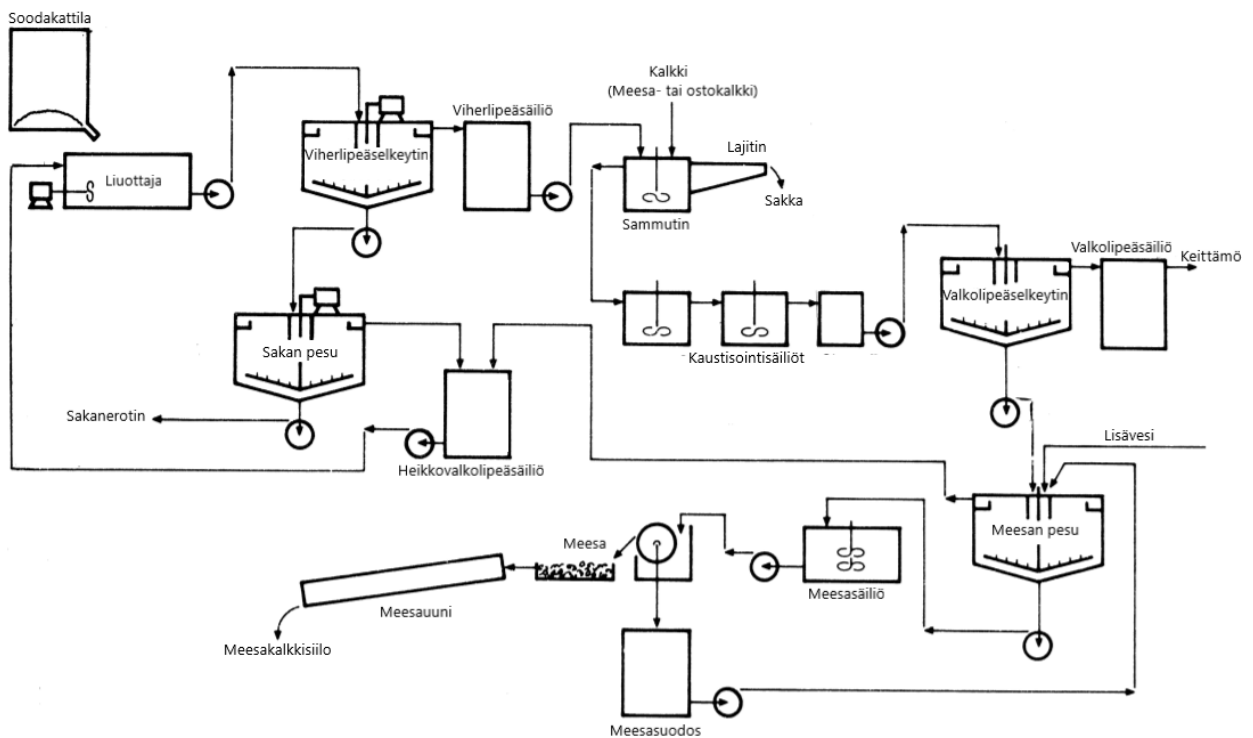 Soodakattila
Liuottaja
Viherlipeäselkeytin
Viherlipeäsäiliö
Kalkki
(Meesa- tai ostokalkki)
Lajitin
Sakka
Sammutin
Kaustisointisäiliöt
Valkolipeäselkeytin
Valkolipeäsäiliö
Keittämö
Sakan pesu
Sakanerotin
Heikkovalkolipeäsäiliö
Lisävesi
Meesan pesu
Meesasäiliö
Meesa
Meesauuni
Meesakalkkisiilo
Meesasuodos